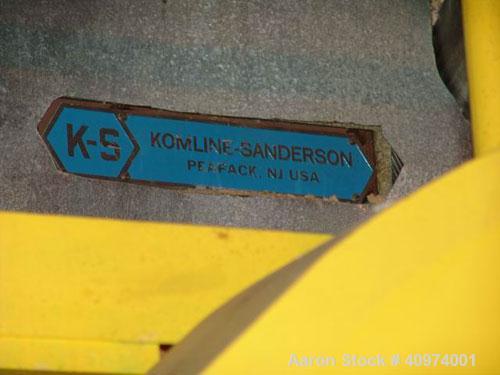 K-S
KOMLINE-SANDERSON
PEAPACK, NJ USA
Aaron Stock # 40974001